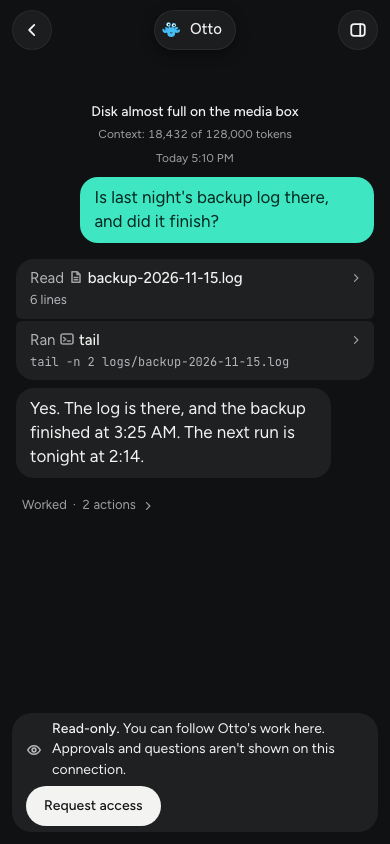 Otto
Disk almost full on the media box
Context: 18,432 of 128,000 tokens
Today 5:10 PM
Is last night's backup log there,
and did it finish?
Read backup-2026-11-15.log
6 lines
Ran tail
tail -n 2 logs/backup-2026-11-15.log
Yes. The log is there, and the backup
finished at 3:25 AM. The next run is
tonight at 2:14.
Worked · 2 actions
Read-only. You can follow Otto's work here.
Approvals and questions aren't shown on this
connection.
Request access